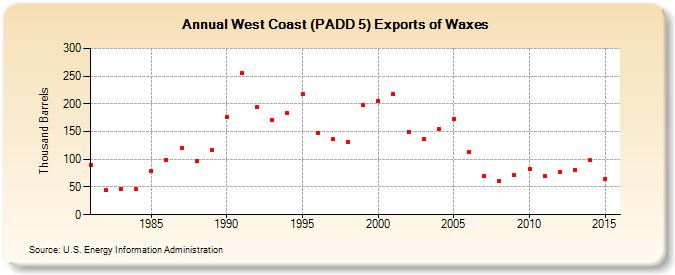 Annual West Coast (PADD 5) Exports of Waxes
Thousand Barrels
300
250
200
150
100
50
0
1985 1990 1995 2000 2005 2010 2015
Source: U.S. Energy Information Administration